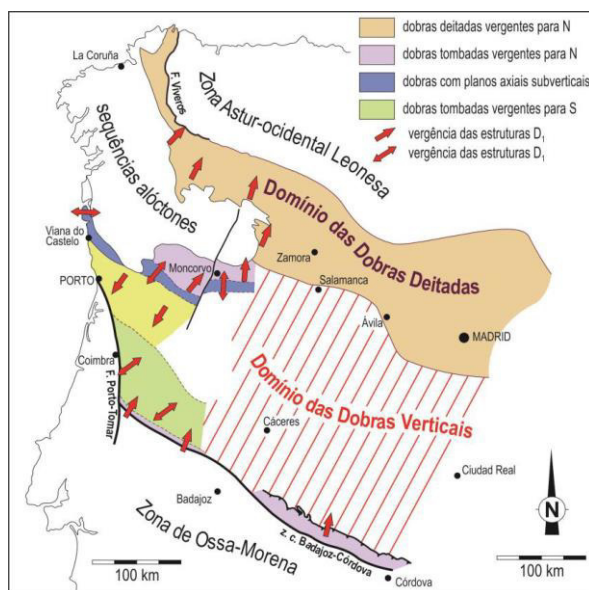 dobras deitadas vergentes para N
dobras tombadas vergentes para N
dobras com planos axiais subverticais
dobras tombadas vergentes para S
vergência das estruturas D₁
vergência das estruturas D₁
La Coruña
F. Viveros
Zona Astur-ocidental Leonesa
sequências alóctones
Domínio das Dobras Deitadas
Viana do
Castelo
Moncorvo
Zamora
PORTO
Salamanca
Ávila
MADRID
Coimbra
F. Porto-Tomar
Domínio das Dobras Verticais
Cáceres
Ciudad Real
Badajoz
Zona de Ossa-Morena
z. c. Badajoz-Córdova
Córdova
N
100 km
100 km